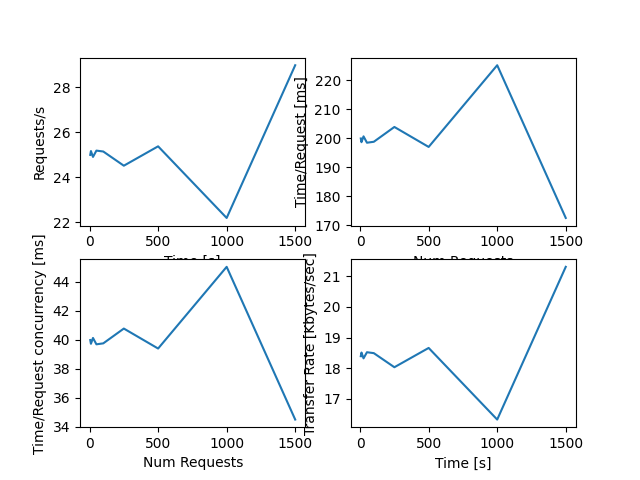 28
26
24
22
Requests/s
0 500 1000 1500
Time [s]
220
210
200
190
180
170
Time/Request [ms]
0 500 1000 1500
Num Requests
44
42
40
38
36
34
Time/Request concurrency [ms]
0 500 1000 1500
Num Requests
21
20
19
18
17
Transfer Rate [Kbytes/sec]
0 500 1000 1500
Time [s]